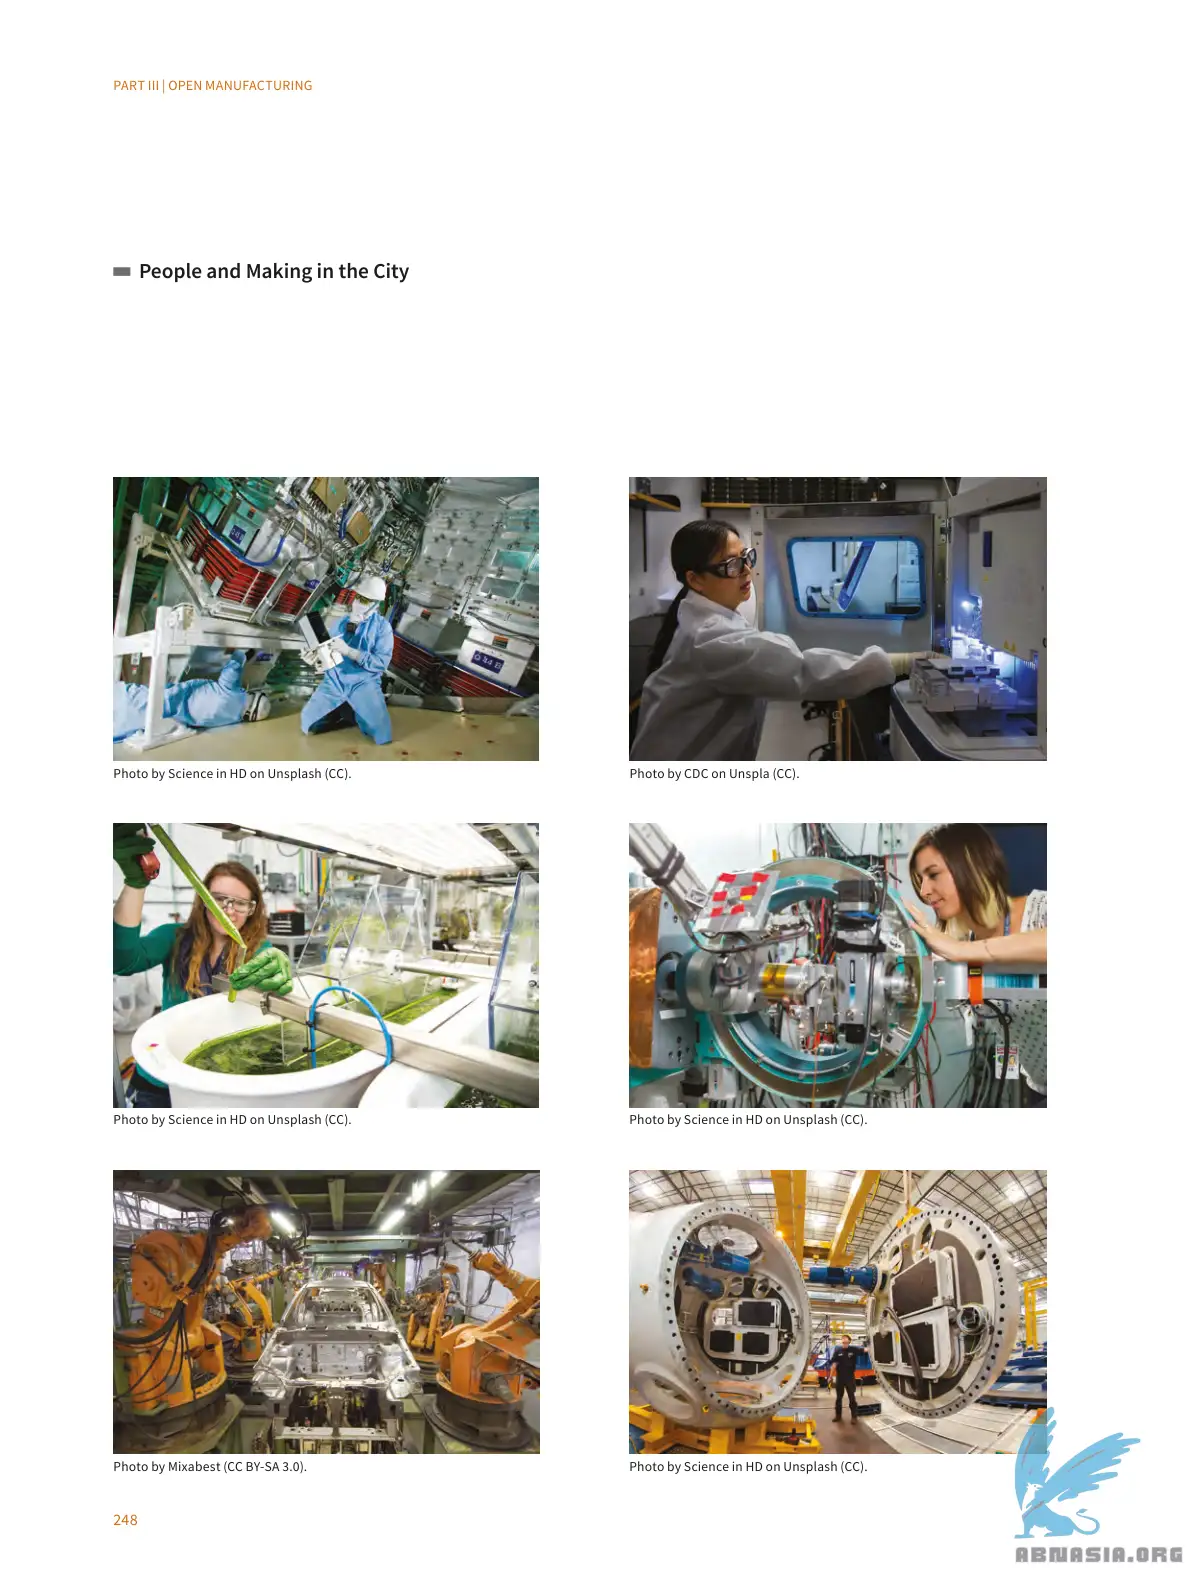 PART III | OPEN MANUFACTURING
People and Making in the City
Photo by Science in HD on Unsplash (CC).
Photo by CDC on Unspla (CC).
Photo by Science in HD on Unsplash (CC).
Photo by Science in HD on Unsplash (CC).
Photo by Mixabest (CC BY-SA 3.0).
Photo by Science in HD on Unsplash (CC).
248
ABNASIA.ORG